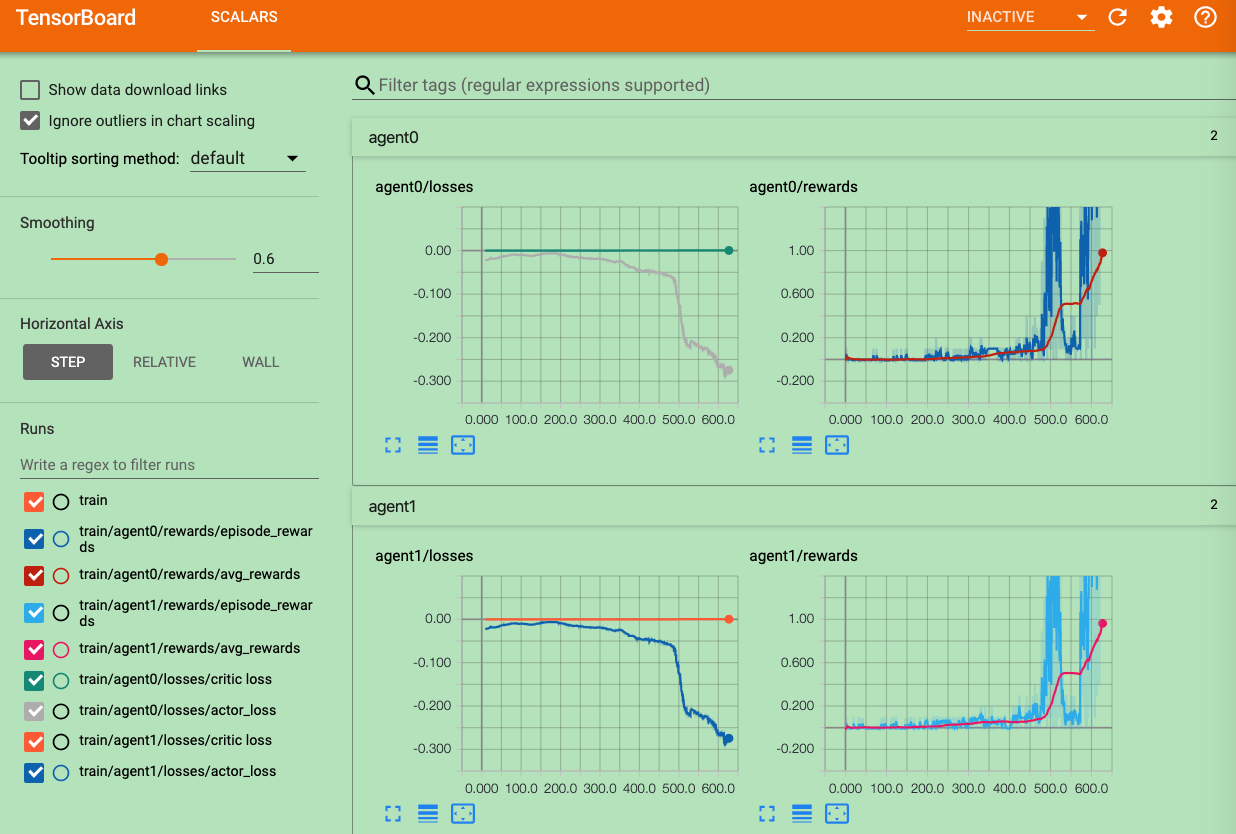 TensorBoard
SCALARS
INACTIVE
Show data download links
Ignore outliers in chart scaling
Tooltip sorting method: default
Smoothing
0.6
Horizontal Axis
STEP RELATIVE WALL
Runs
Write a regex to filter runs
train
train/agent0/rewards/episode_rewar
ds
train/agent0/rewards/avg_rewards
train/agent1/rewards/episode_rewar
ds
train/agent1/rewards/avg_rewards
train/agent0/losses/critic loss
train/agent0/losses/actor_loss
train/agent1/losses/critic loss
train/agent1/losses/actor_loss
Filter tags (regular expressions supported)
agent0 2
agent0/losses
0.00
-0.100
-0.200
-0.300
0.000 100.0 200.0 300.0 400.0 500.0 600.0
agent0/rewards
1.00
0.600
0.200
-0.200
0.000 100.0 200.0 300.0 400.0 500.0 600.0
agent1 2
agent1/losses
0.00
-0.100
-0.200
-0.300
0.000 100.0 200.0 300.0 400.0 500.0 600.0
agent1/rewards
1.00
0.600
0.200
-0.200
0.000 100.0 200.0 300.0 400.0 500.0 600.0